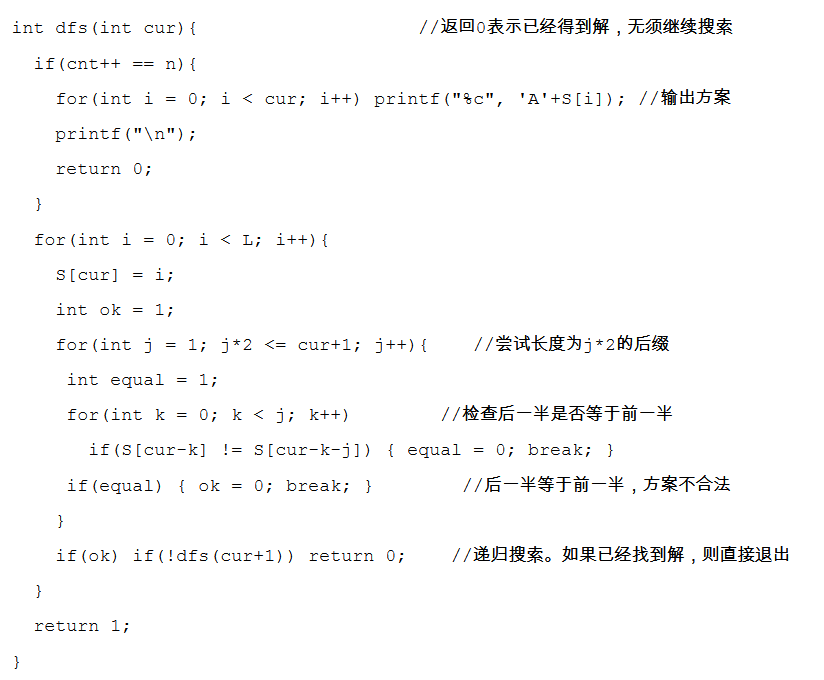 int dfs(int cur){ //返回0表示已经得到解，无须继续搜索
if(cnt++ == n){
for(int i = 0; i < cur; i++) printf("%c", 'A'+S[i]); //输出方案
printf("\n");
return 0;
}
for(int i = 0; i < L; i++){
S[cur] = i;
int ok = 1;
for(int j = 1; j*2 <= cur+1; j++){ //尝试长度为j*2的后缀
int equal = 1;
for(int k = 0; k < j; k++) //检查后一半是否等于前一半
if(S[cur-k] != S[cur-k-j]) { equal = 0; break; }
if(equal) { ok = 0; break; } //后一半等于前一半，方案不合法
}
if(ok) if(!dfs(cur+1)) return 0; //递归搜索。如果已经找到解，则直接退出
}
return 1;
}